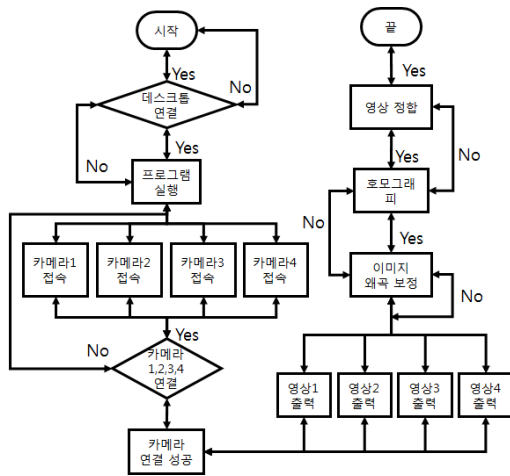 시작
Yes
No
데스크톱
연결
Yes
No
프로그램
실행
카메라1
접속
카메라2
접속
카메라3
접속
카메라4
접속
Yes
No
카메라
1,2,3,4
연결
카메라
연결 성공
끝
Yes
영상 정합
Yes
No
호모그래
피
No
Yes
이미지
왜곡 보정
No
영상1
출력
영상2
출력
영상3
출력
영상4
출력